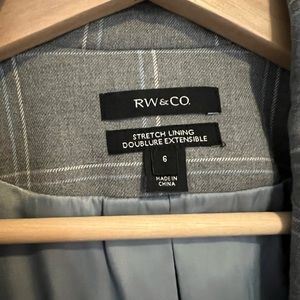 RW&CO.
STRETCH LINING
DOUBLURE EXTENSIBLE
6
MADE IN
CHINA